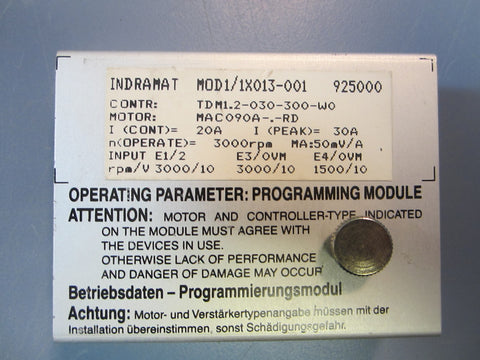 INDRAMAT MOD1/1X013-001 925000
CONTR: TDM1.2-030-300-W0
MOTOR: MAC090A-.-RD
I (CONT)= 20A I (PEAK)= 30A
n(OPERATE)= 3000rpm MA:50mV/A
INPUT E1/2 E3/OVM E4/OVM
rpm/V 3000/10 3000/10 1500/10
OPERATING PARAMETER: PROGRAMMING MODULE
ATTENTION: MOTOR AND CONTROLLER-TYPE INDICATED
ON THE MODULE MUST AGREE WITH
THE DEVICES IN USE.
OTHERWISE LACK OF PERFORMANCE
AND DANGER OF DAMAGE MAY OCCUR
Betriebsdaten – Programmierungsmodul
Achtung: Motor- und Verstärkertypenangabe müssen mit der
Installation übereinstimmen, sonst Schädigungsgefahr.